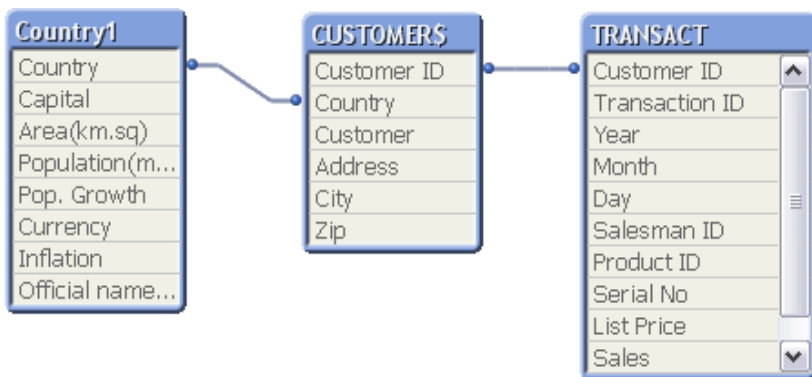 Country1
Country
Capital
Area(km.sq)
Population(m...
Pop. Growth
Currency
Inflation
Official name...
CUSTOMER$
Customer ID
Country
Customer
Address
City
Zip
TRANSACT
Customer ID
Transaction ID
Year
Month
Day
Salesman ID
Product ID
Serial No
List Price
Sales